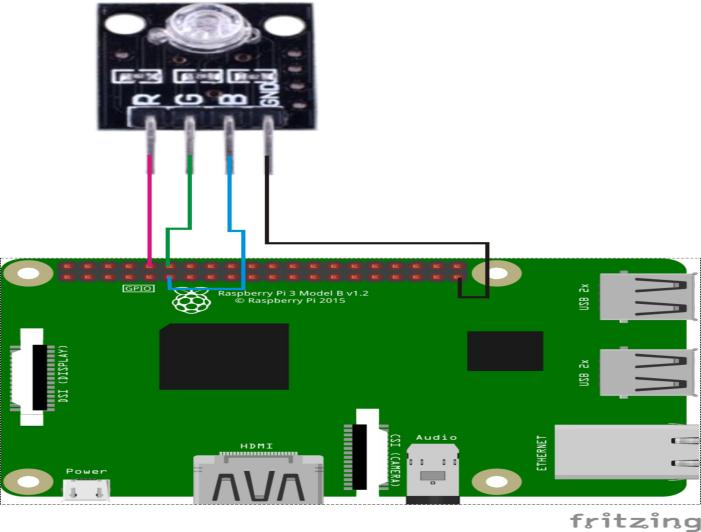 R G B GND
GPIO
Raspberry Pi 3 Model B v1.2
© Raspberry Pi 2015
USB 2x
DSI (DISPLAY)
USB 2x
HDMI
Audio
CSI (CAMERA)
ETHERNET
Power
fritzing